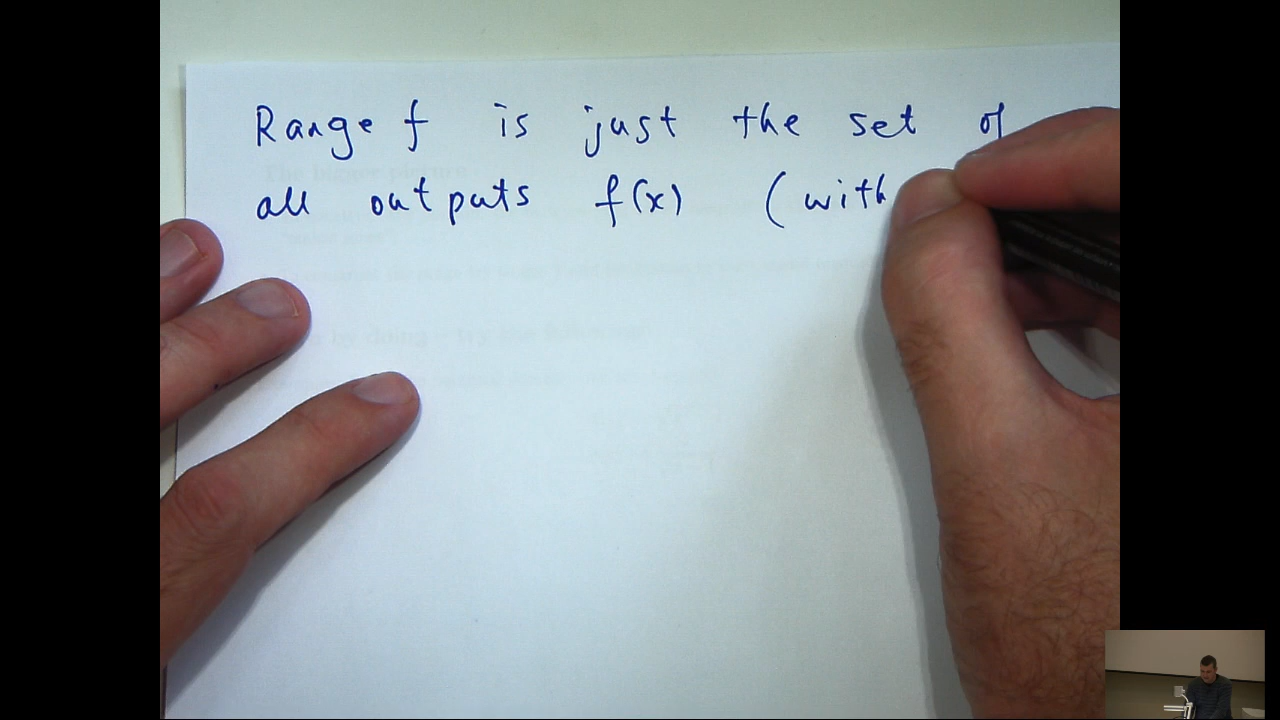 Range f is just the set of
all outputs f(x) (with